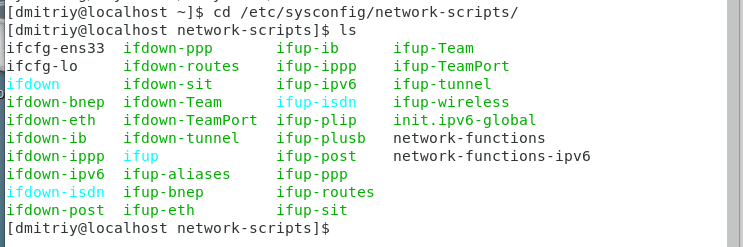 [dmitriy@localhost ~]$ cd /etc/sysconfig/network-scripts/
[dmitriy@localhost network-scripts]$ ls
ifcfg-ens33  ifdown-ppp       ifup-ib      ifup-Team
ifcfg-lo     ifdown-routes    ifup-ippp    ifup-TeamPort
ifdown       ifdown-sit       ifup-ipv6    ifup-tunnel
ifdown-bnep  ifdown-Team      ifup-isdn    ifup-wireless
ifdown-eth   ifdown-TeamPort  ifup-plip    init.ipv6-global
ifdown-ib    ifdown-tunnel    ifup-plusb   network-functions
ifdown-ippp  ifup             ifup-post    network-functions-ipv6
ifdown-ipv6  ifup-aliases     ifup-ppp
ifdown-isdn  ifup-bnep        ifup-routes
ifdown-post  ifup-eth         ifup-sit
[dmitriy@localhost network-scripts]$